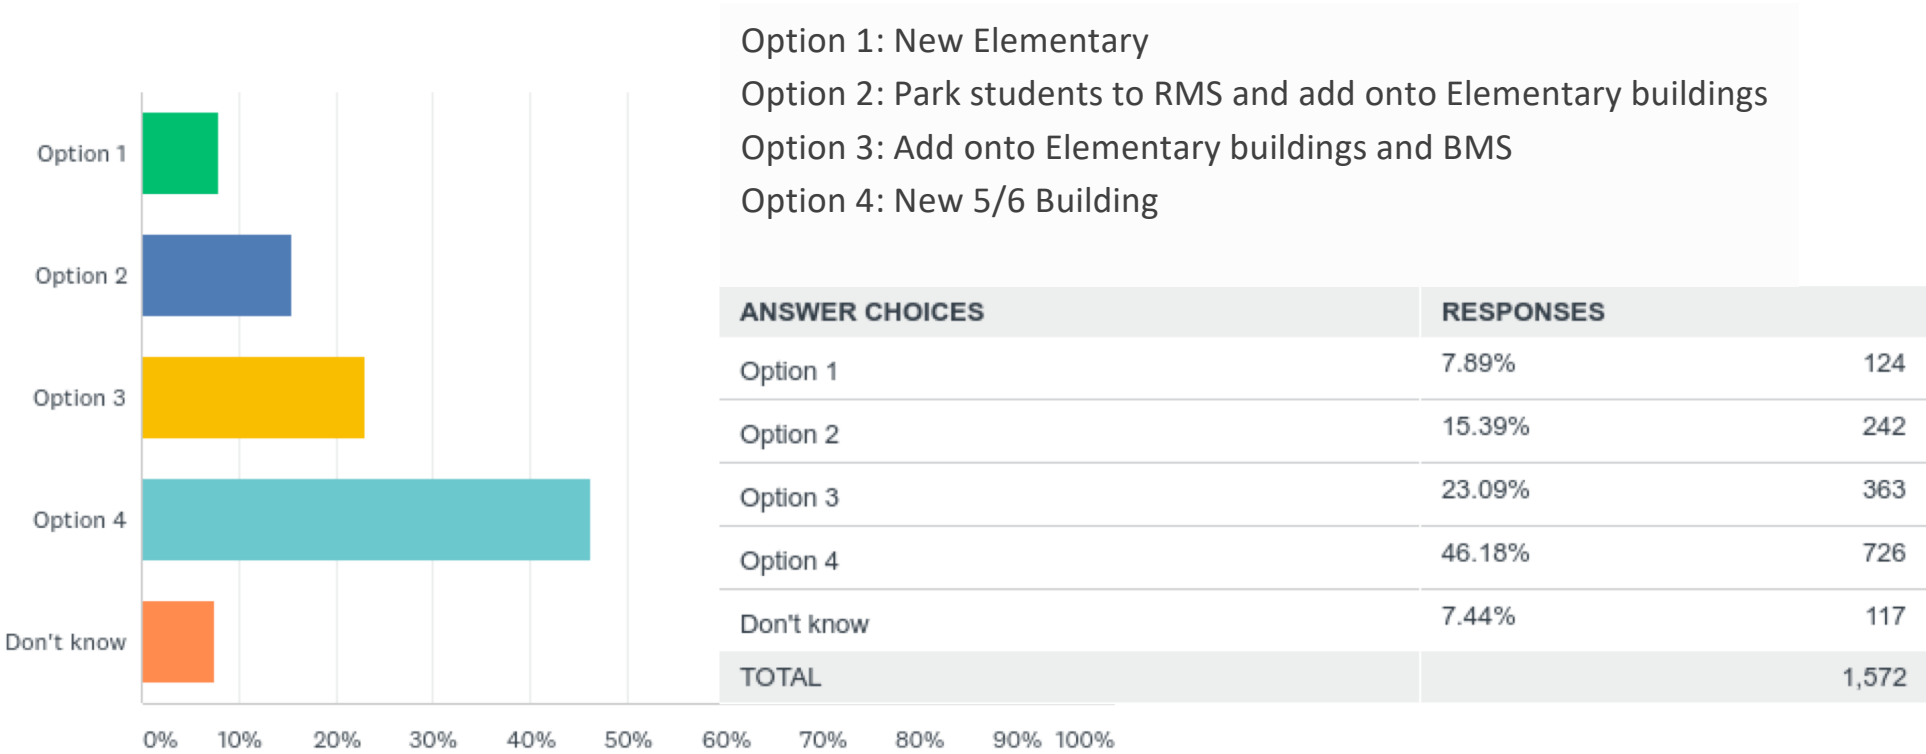 Option 1: New Elementary
Option 2: Park students to RMS and add onto Elementary buildings
Option 3: Add onto Elementary buildings and BMS
Option 4: New 5/6 Building
Option 1
Option 2
Option 3
Option 4
Don't know
0% 10% 20% 30% 40% 50% 60% 70% 80% 90% 100%
ANSWER CHOICES RESPONSES
Option 1 7.89% 124
Option 2 15.39% 242
Option 3 23.09% 363
Option 4 46.18% 726
Don't know 7.44% 117
TOTAL 1,572